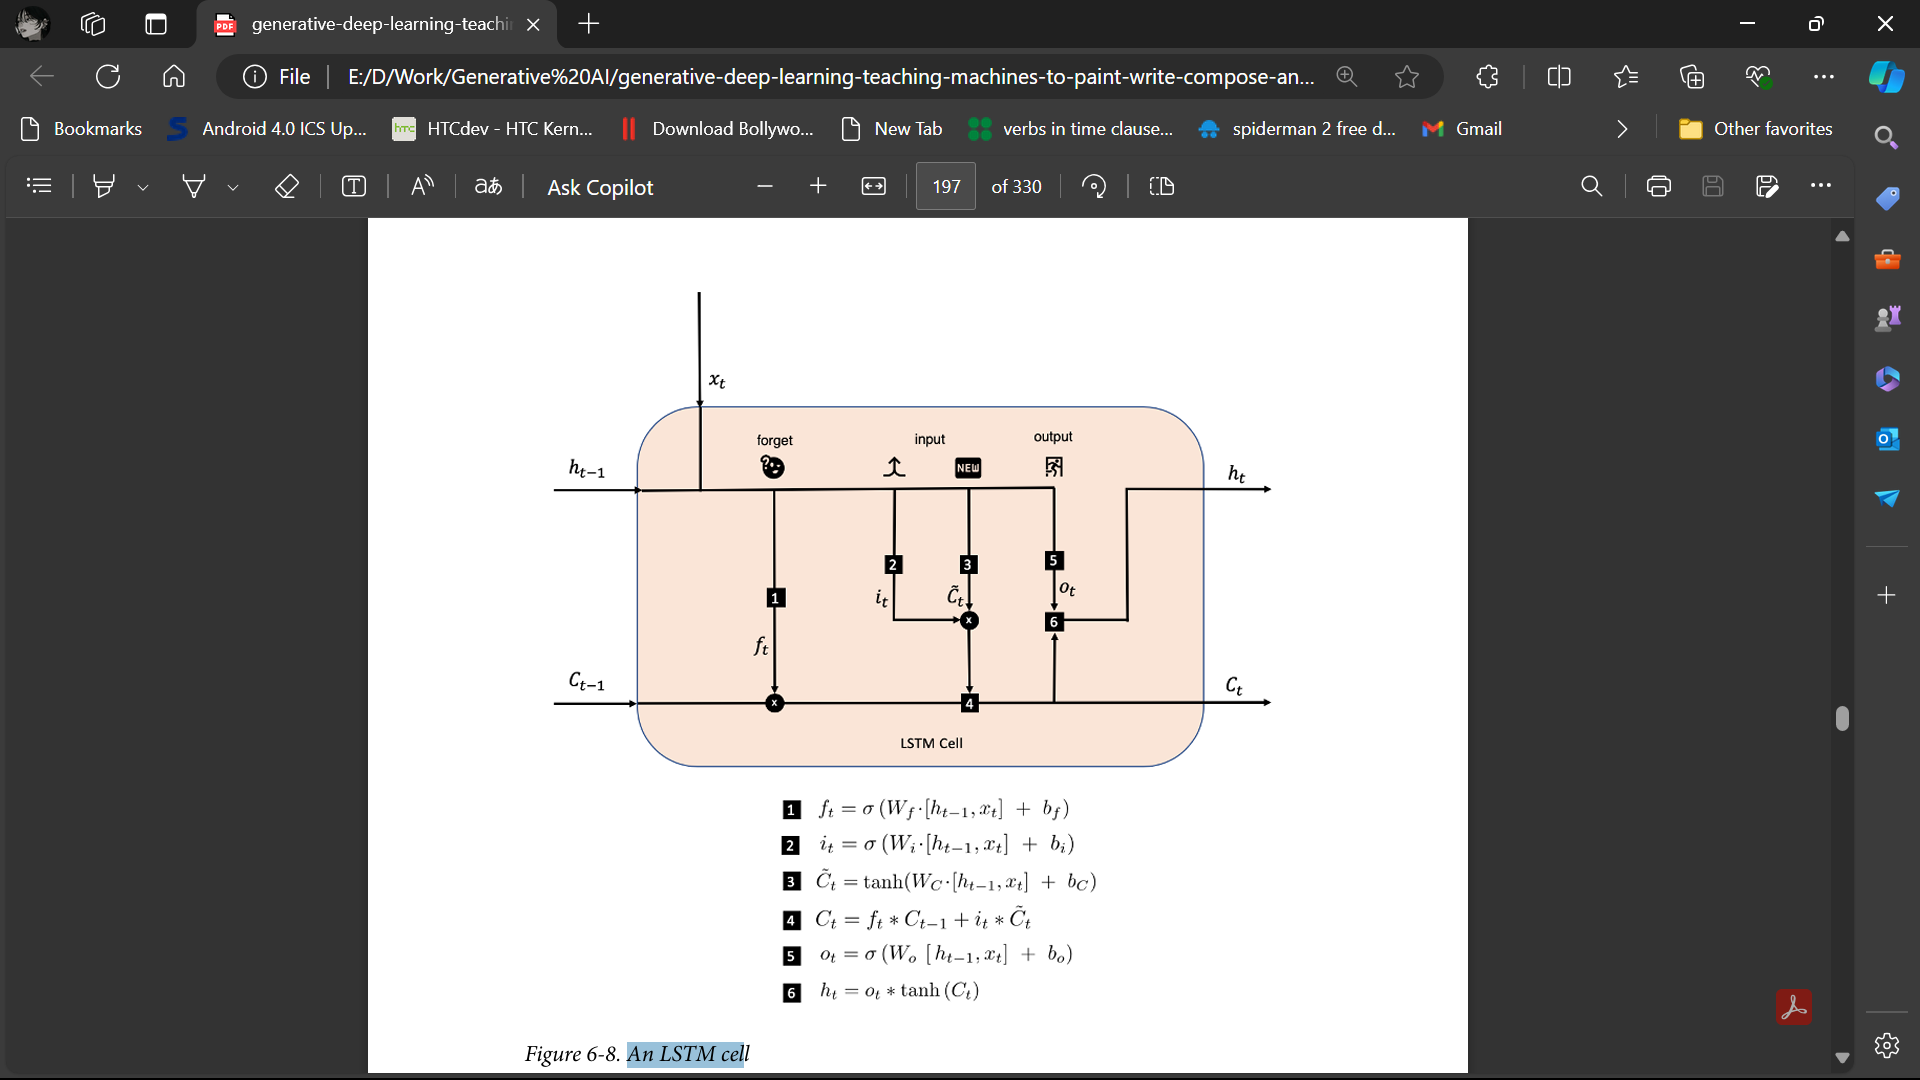 generative-deep-learning-teachi
File
E:/D/Work/Generative%20AI/generative-deep-learning-teaching-machines-to-paint-write-compose-an...
Bookmarks
Android 4.0 ICS Up...
HTCdev - HTC Kern...
Download Bollywo...
New Tab
verbs in time clause...
spiderman 2 free d...
Gmail
Other favorites
Ask Copilot
197 of 330
x_t
forget
input
output
NEW
h_{t-1}
h_t
2
3
5
1
i_t
C̃_t
o_t
x
6
f_t
C_{t-1}
C_t
x
4
LSTM Cell
1 f_t = σ (W_f · [h_{t-1}, x_t] + b_f)
2 i_t = σ (W_i · [h_{t-1}, x_t] + b_i)
3 C̃_t = tanh(W_C · [h_{t-1}, x_t] + b_C)
4 C_t = f_t * C_{t-1} + i_t * C̃_t
5 o_t = σ (W_o [h_{t-1}, x_t] + b_o)
6 h_t = o_t * tanh (C_t)
Figure 6-8. An LSTM cell